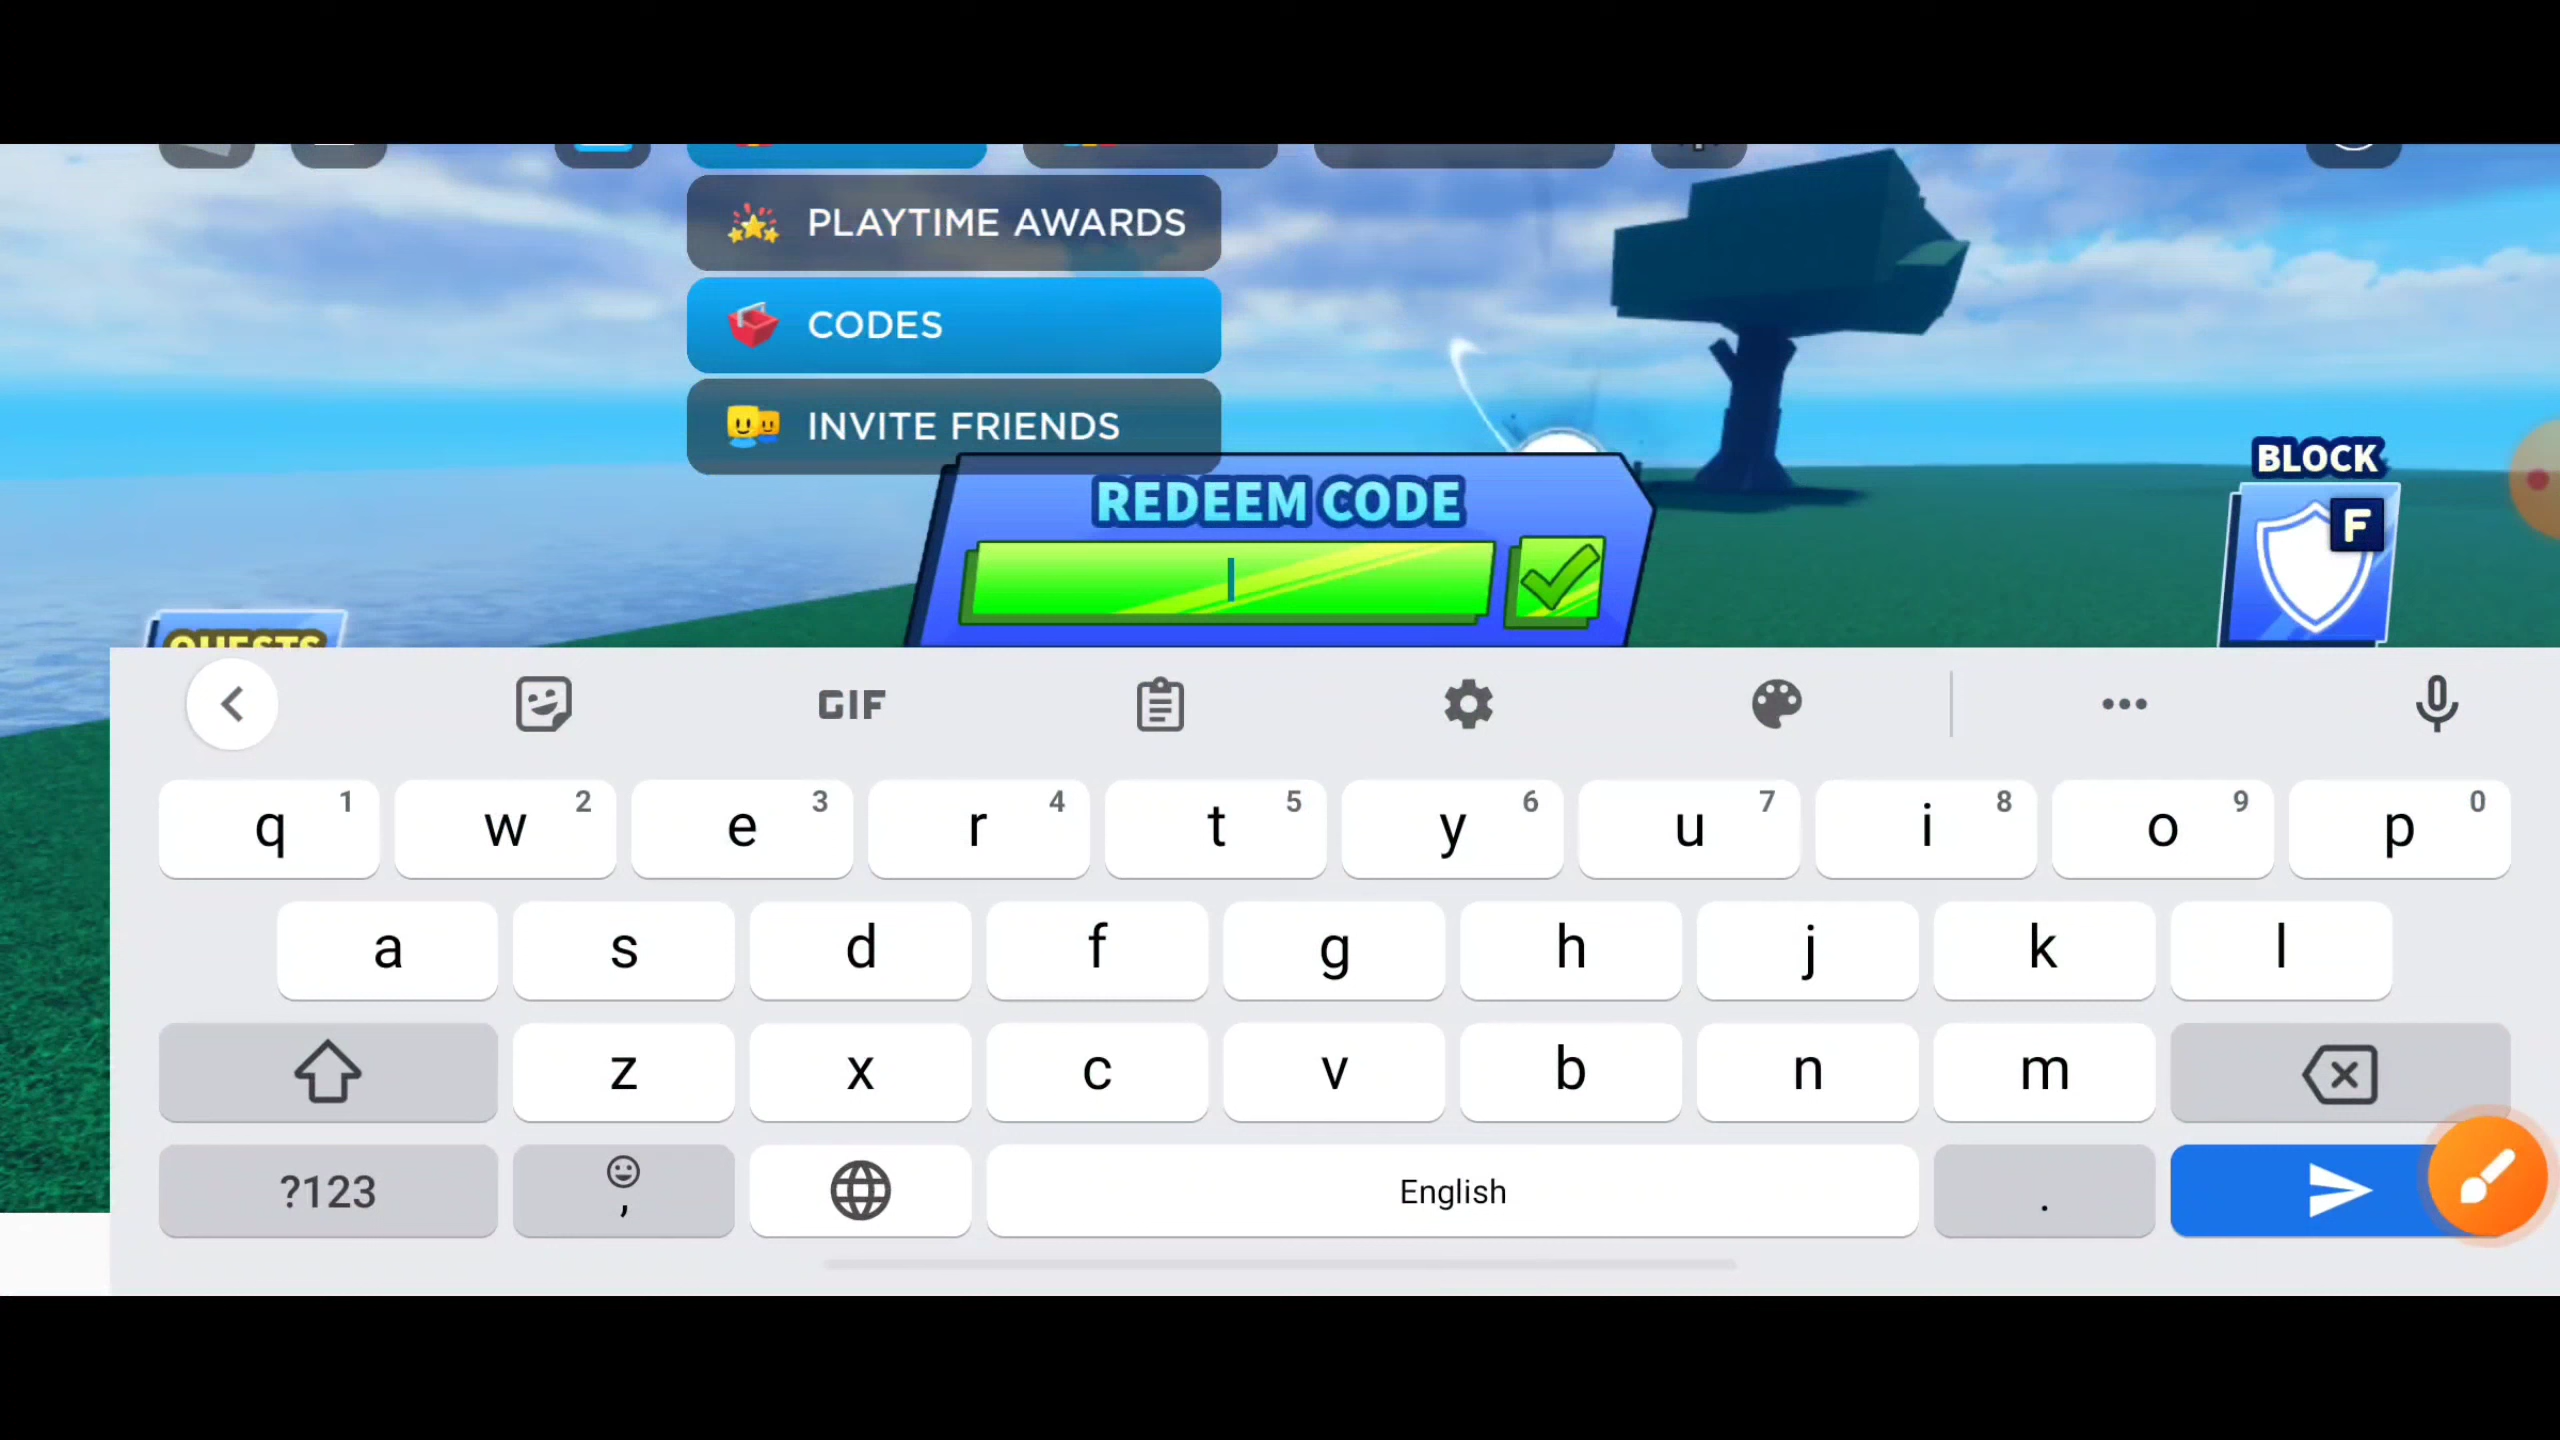 PLAYTIME AWARDS
CODES
INVITE FRIENDS
REDEEM CODE
BLOCK
F
QUESTS
GIF
q 1 w 2 e 3 r 4 t 5 y 6 u 7 i 8 o 9 p 0
a s d f g h j k l
z x c v b n m
?123 , English .